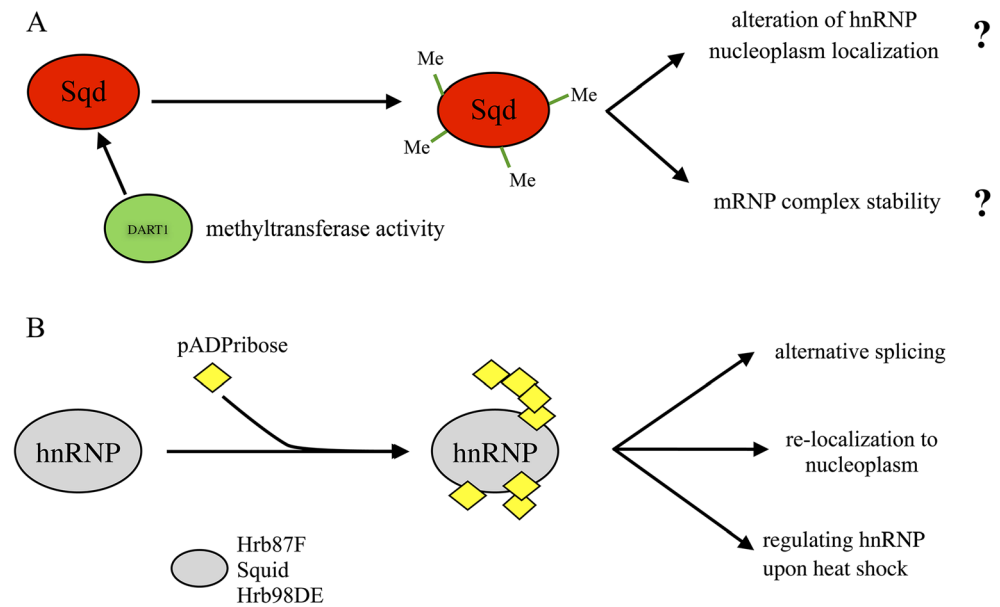 A
Sqd
DART1
methyltransferase activity
Me
Me
Me
Me
Sqd
alteration of hnRNP
nucleoplasm localization
?
mRNP complex stability
?
B
pADPribose
hnRNP
hnRNP
Hrb87F
Squid
Hrb98DE
alternative splicing
re-localization to
nucleoplasm
regulating hnRNP
upon heat shock